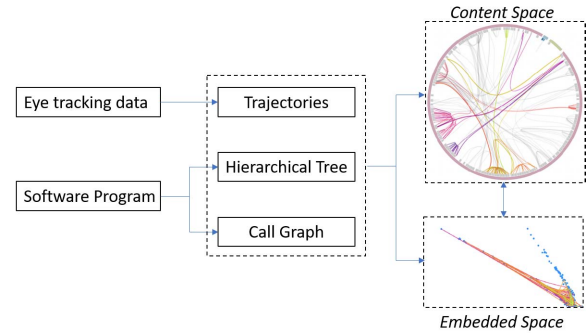 Content Space
Eye tracking data
Trajectories
Hierarchical Tree
Software Program
Call Graph
Embedded Space